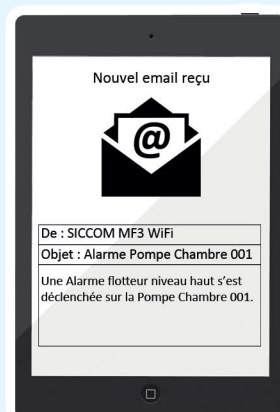 Nouvel email reçu
@
De : SICCOM MF3 WiFi
Objet : Alarme Pompe Chambre 001
Une Alarme flotteur niveau haut s'est
déclenchée sur la Pompe Chambre 001.